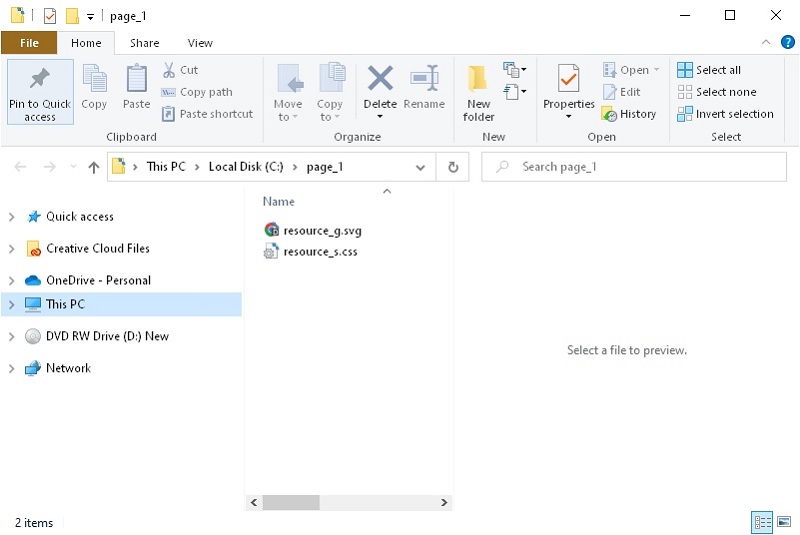 page_1
File Home Share View
Pin to Quick access
Copy
Paste
Cut
Copy path
Paste shortcut
Clipboard
Move to
Copy to
Delete
Rename
Organize
New folder
New
Properties
Open
Edit
History
Open
Select all
Select none
Invert selection
Select
This PC > Local Disk (C:) > page_1
Search page_1
Quick access
Creative Cloud Files
OneDrive - Personal
This PC
DVD RW Drive (D:) New
Network
Name
resource_g.svg
resource_s.css
Select a file to preview.
2 items